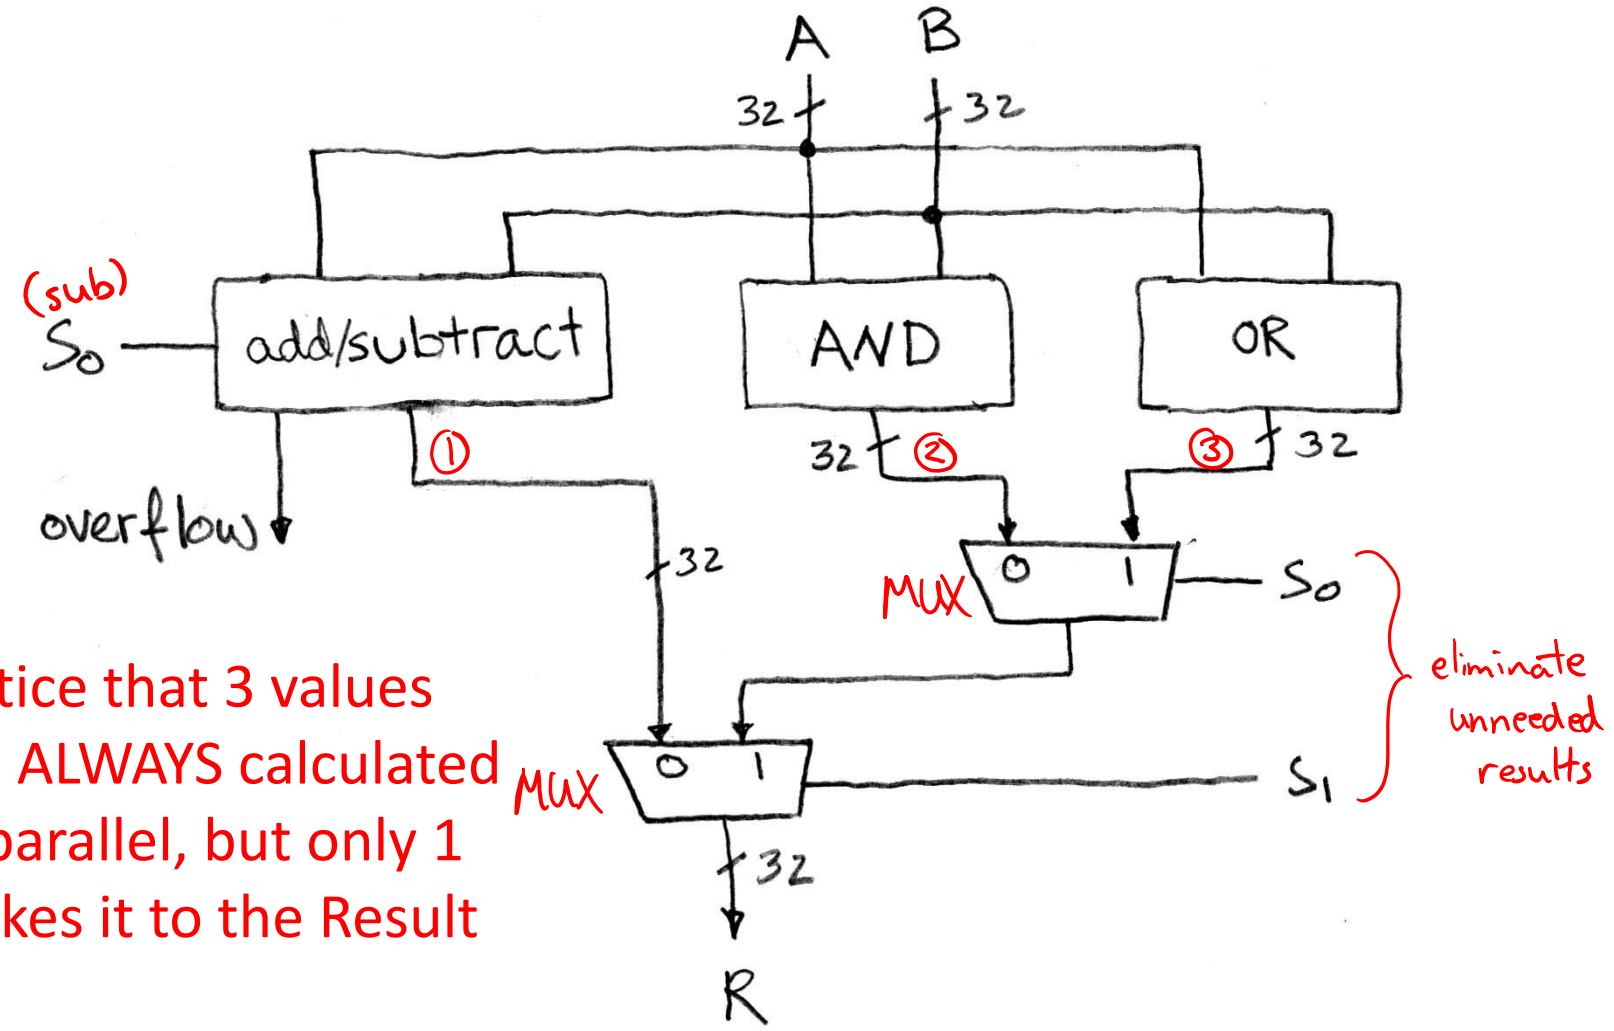 A B
32 32
(sub)
S0 add/subtract AND OR
① 32 ② ③ 32
overflow
32
0 1
MUX S0
tice that 3 values
ALWAYS calculated
parallel, but only 1
kes it to the Result
eliminate
unneeded
results
0 1
MUX S1
32
R